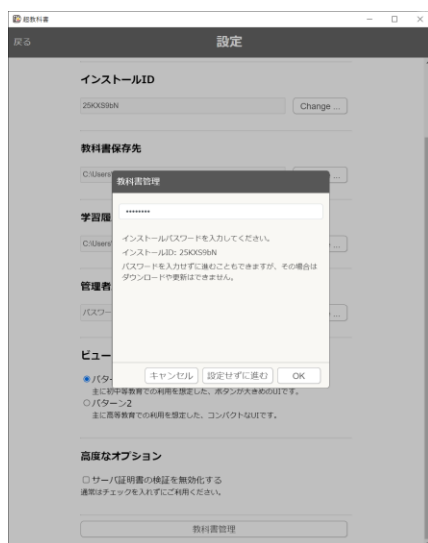 超教科書
戻る
設定
インストールID
25KXS9bN
Change ...
教科書保存先
C:\Users\
教科書管理
********
インストールパスワードを入力してください。
インストールID: 25KXS9bN
パスワードを入力せずに進むこともできますが、その場合は
ダウンロードや更新はできません。
学習履
C:\Users\
管理者
パスワー
キャンセル
設定せずに進む
OK
ビュー
パター
主に初中等教育での利用を想定した、ボタンが大きめのUIです。
パターン2
主に高等教育での利用を想定した、コンパクトなUIです。
高度なオプション
サーバ証明書の検証を無効化する
通常はチェックを入れずにご利用ください。
教科書管理